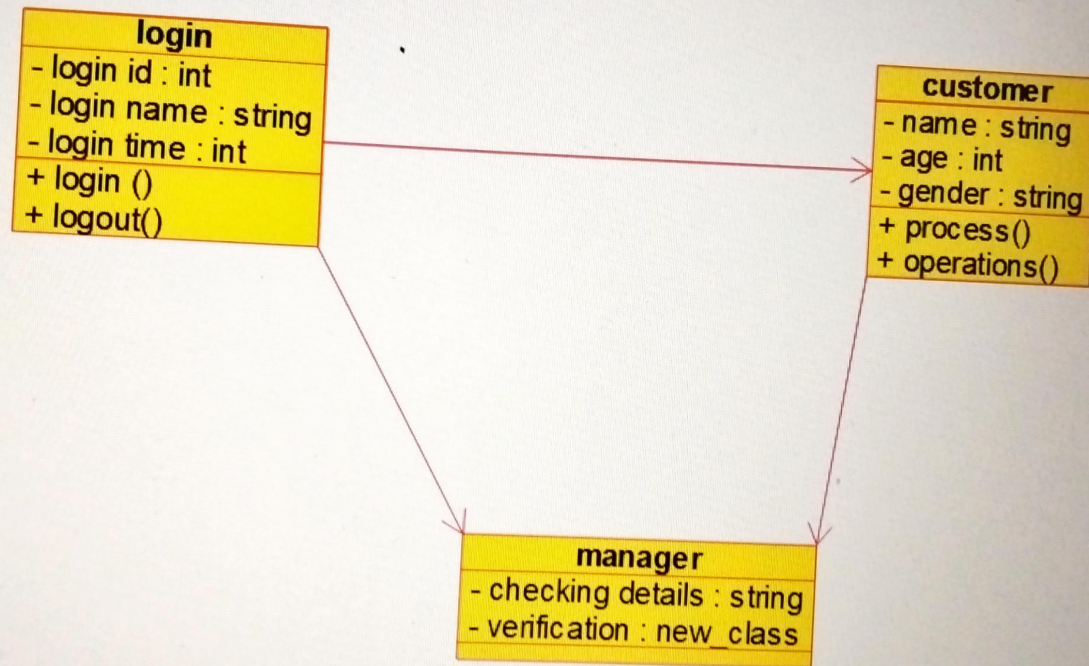 login
- login id : int
- login name : string
- login time : int
+ login ()
+ logout()
customer
- name : string
- age : int
- gender : string
+ process()
+ operations()
manager
- checking details : string
- verification : new_class